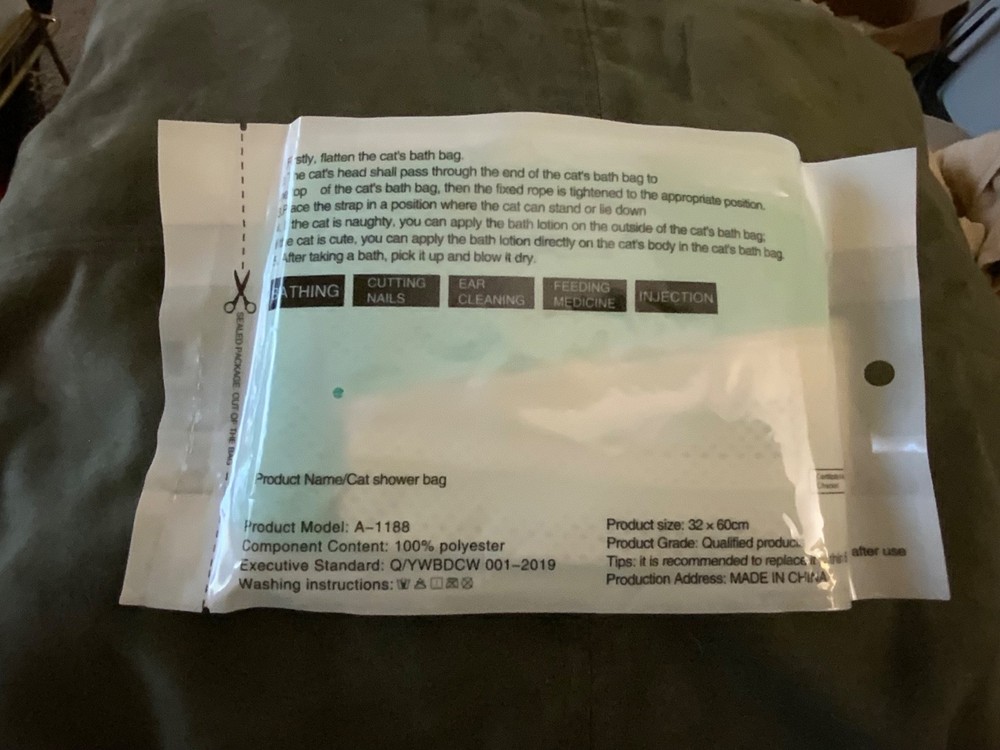 stly, flatten the cat's bath bag.
he cat's head shall pass through the end of the cat's bath bag to
op of the cat's bath bag, then the fixed rope is tightened to the appropriate position.
ace the strap in a position where the cat can stand or lie down
the cat is naughty, you can apply the bath lotion on the outside of the cat's bath bag;
e cat is cute, you can apply the bath lotion directly on the cat's body in the cat's bath bag.
After taking a bath, pick it up and blow it dry.
BATHING
CUTTING
NAILS
EAR
CLEANING
FEEDING
MEDICINE
INJECTION
SEALED PACKAGE OUT OF THE BAG
Product Name/Cat shower bag
Product Model: A-1188
Component Content: 100% polyester
Executive Standard: Q/YWBDCW 001-2019
Washing instructions:
Product size: 32 × 60cm
Product Grade: Qualified produc
Tips: it is recommended to replace it after use
Production Address: MADE IN CHINA